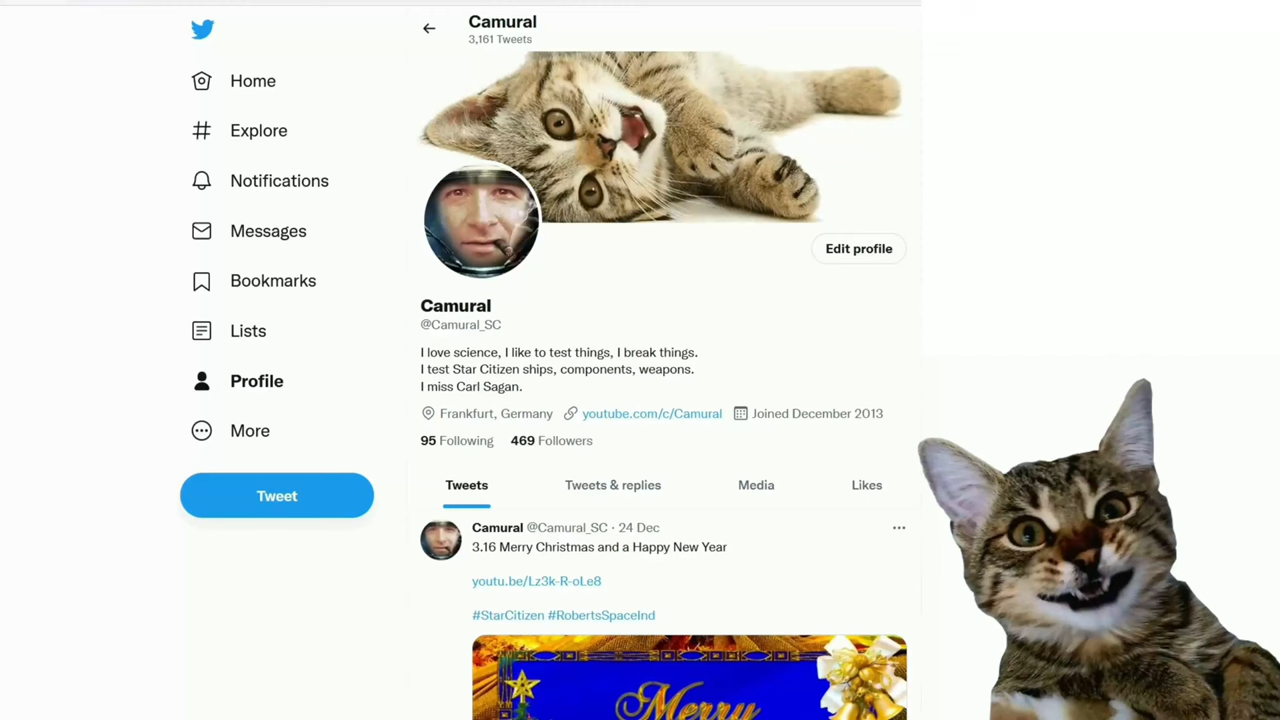 Camural
3,161 Tweets
Home
Explore
Notifications
Messages
Bookmarks
Lists
Profile
More
Tweet
Edit profile
Camural
@Camural_SC
I love science, I like to test things, I break things.
I test Star Citizen ships, components, weapons.
I miss Carl Sagan.
Frankfurt, Germany youtube.com/c/Camural Joined December 2013
95 Following 469 Followers
Tweets Tweets & replies Media Likes
Camural @Camural_SC · 24 Dec
3.16 Merry Christmas and a Happy New Year
youtu.be/Lz3k-R-oLe8
#StarCitizen #RobertsSpaceInd
Merry